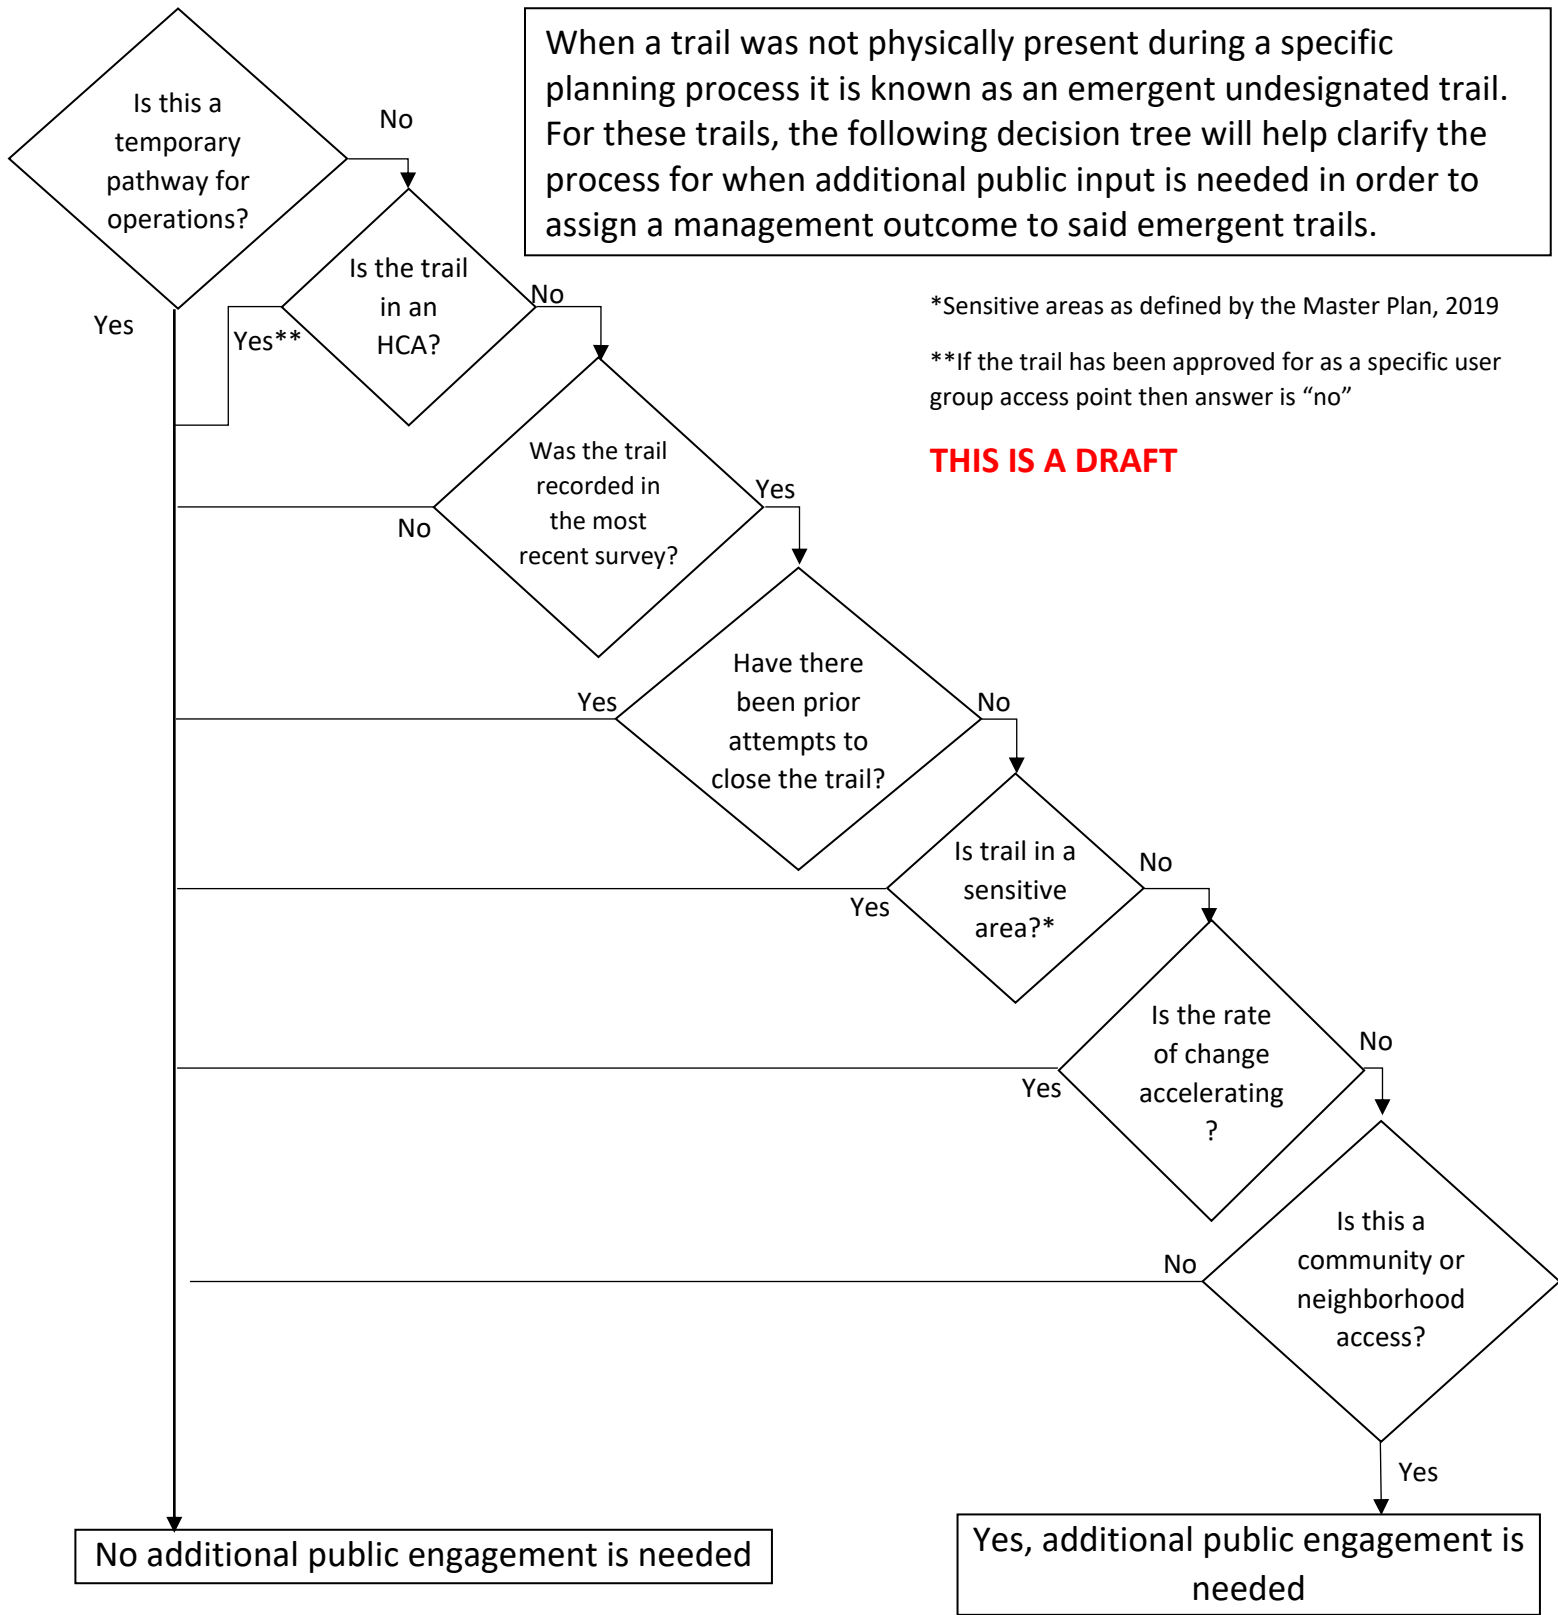 When a trail was not physically present during a specific
planning process it is known as an emergent undesignated trail.
For these trails, the following decision tree will help clarify the
process for when additional public input is needed in order to
assign a management outcome to said emergent trails.
Is this a
temporary
pathway for
operations?
No
Yes
Is the trail
in an
HCA?
No
Yes**
*Sensitive areas as defined by the Master Plan, 2019
**If the trail has been approved for as a specific user
group access point then answer is “no”
THIS IS A DRAFT
Was the trail
recorded in
the most
recent survey?
Yes
No
Have there
been prior
attempts to
close the trail?
Yes
No
Is trail in a
sensitive
area?*
No
Yes
Is the rate
of change
accelerating
?
No
Yes
Is this a
community or
neighborhood
access?
No
Yes
No additional public engagement is needed
Yes, additional public engagement is
needed